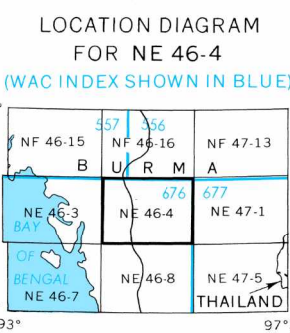 LOCATION DIAGRAM
FOR NE 46-4
(WAC INDEX SHOWN IN BLUE)
557 556
NF 46-15 NF 46-16 NF 47-13
B U R M A
676 677
NE 46-3 NE 46-4 NE 47-1
BAY
OF
BENGAL NE 46-8 NE 47-5
NE 46-7 THAILAND
93° 97°